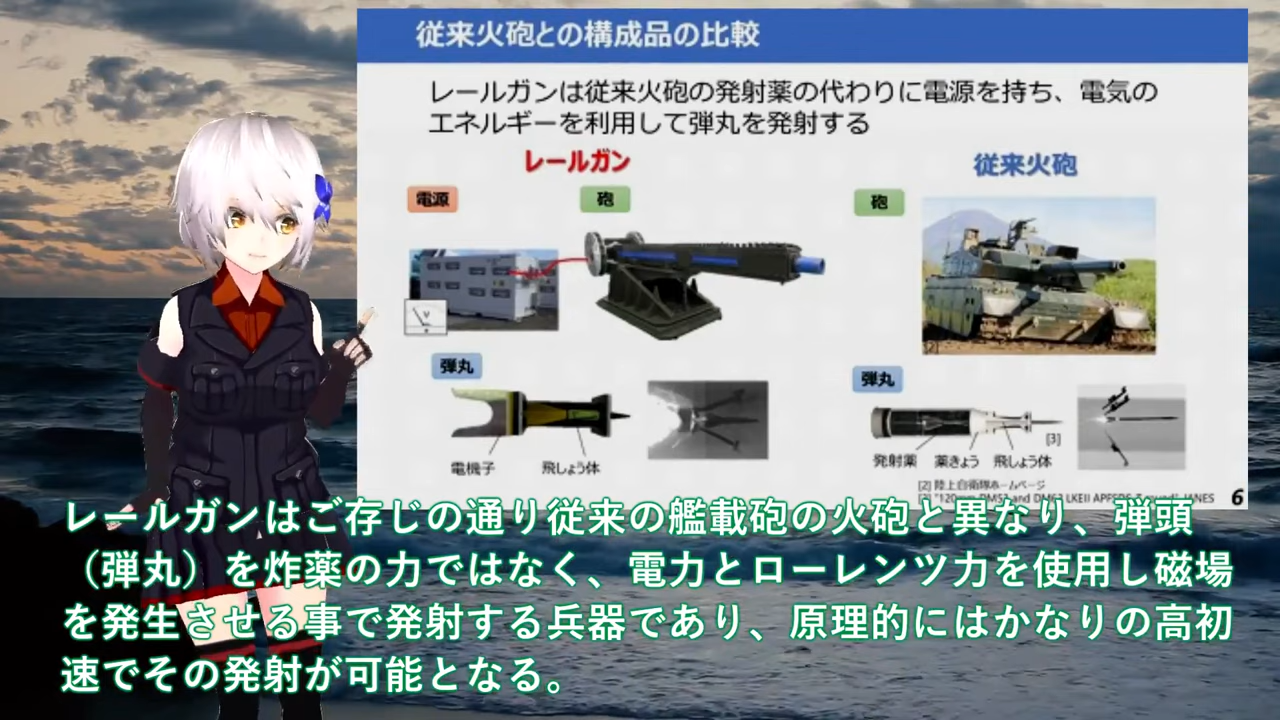 従来火砲との構成品の比較
レールガンは従来火砲の発射薬の代わりに電源を持ち、電気の
エネルギーを利用して弾丸を発射する
レールガン
従来火砲
電源
砲
砲
V
[2]
弾丸
弾丸
[3]
電機子
飛しょう体
発射薬
薬きょう
飛しょう体
[2] 陸上自衛隊ホームページ
"120mm DM53 and DM63 LKEII APFSDS-T round" JANES
6
レールガンはご存じの通り従来の艦載砲の火砲と異なり、弾頭
（弾丸）を炸薬の力ではなく、電力とローレンツ力を使用し磁場
を発生させる事で発射する兵器であり、原理的にはかなりの高初
速でその発射が可能となる。